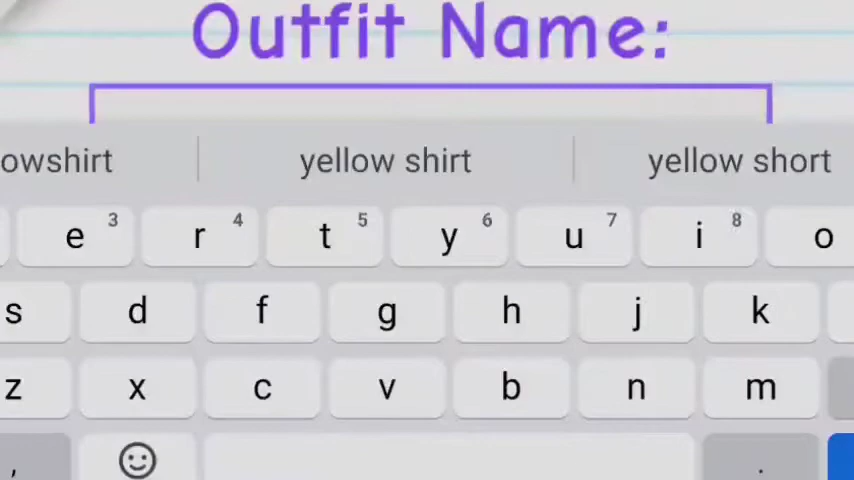 Outfit Name:
owshirt yellow shirt yellow short
e 3 r 4 t 5 y 6 u 7 i 8 o
s d f g h j k
z x c v b n m
, .